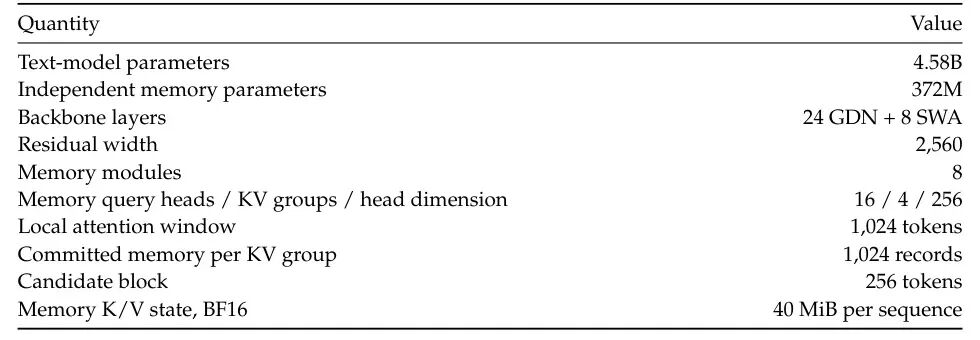 Quantity Value
Text-model parameters 4.58B
Independent memory parameters 372M
Backbone layers 24 GDN + 8 SWA
Residual width 2,560
Memory modules 8
Memory query heads / KV groups / head dimension 16 / 4 / 256
Local attention window 1,024 tokens
Committed memory per KV group 1,024 records
Candidate block 256 tokens
Memory K/V state, BF16 40 MiB per sequence